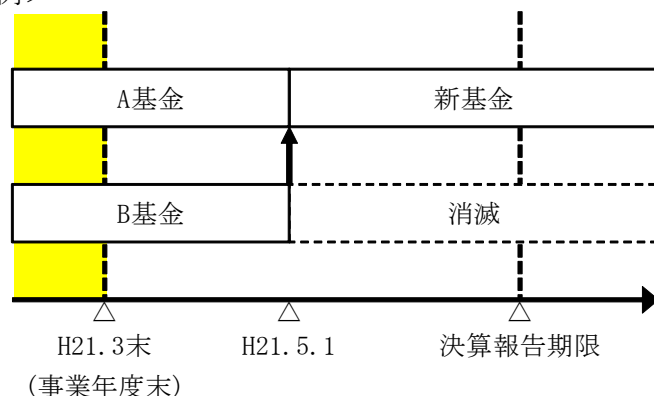 A基金
新基金
B基金
消滅
△ △ △
H21.3末 H21.5.1 決算報告期限
(事業年度末)